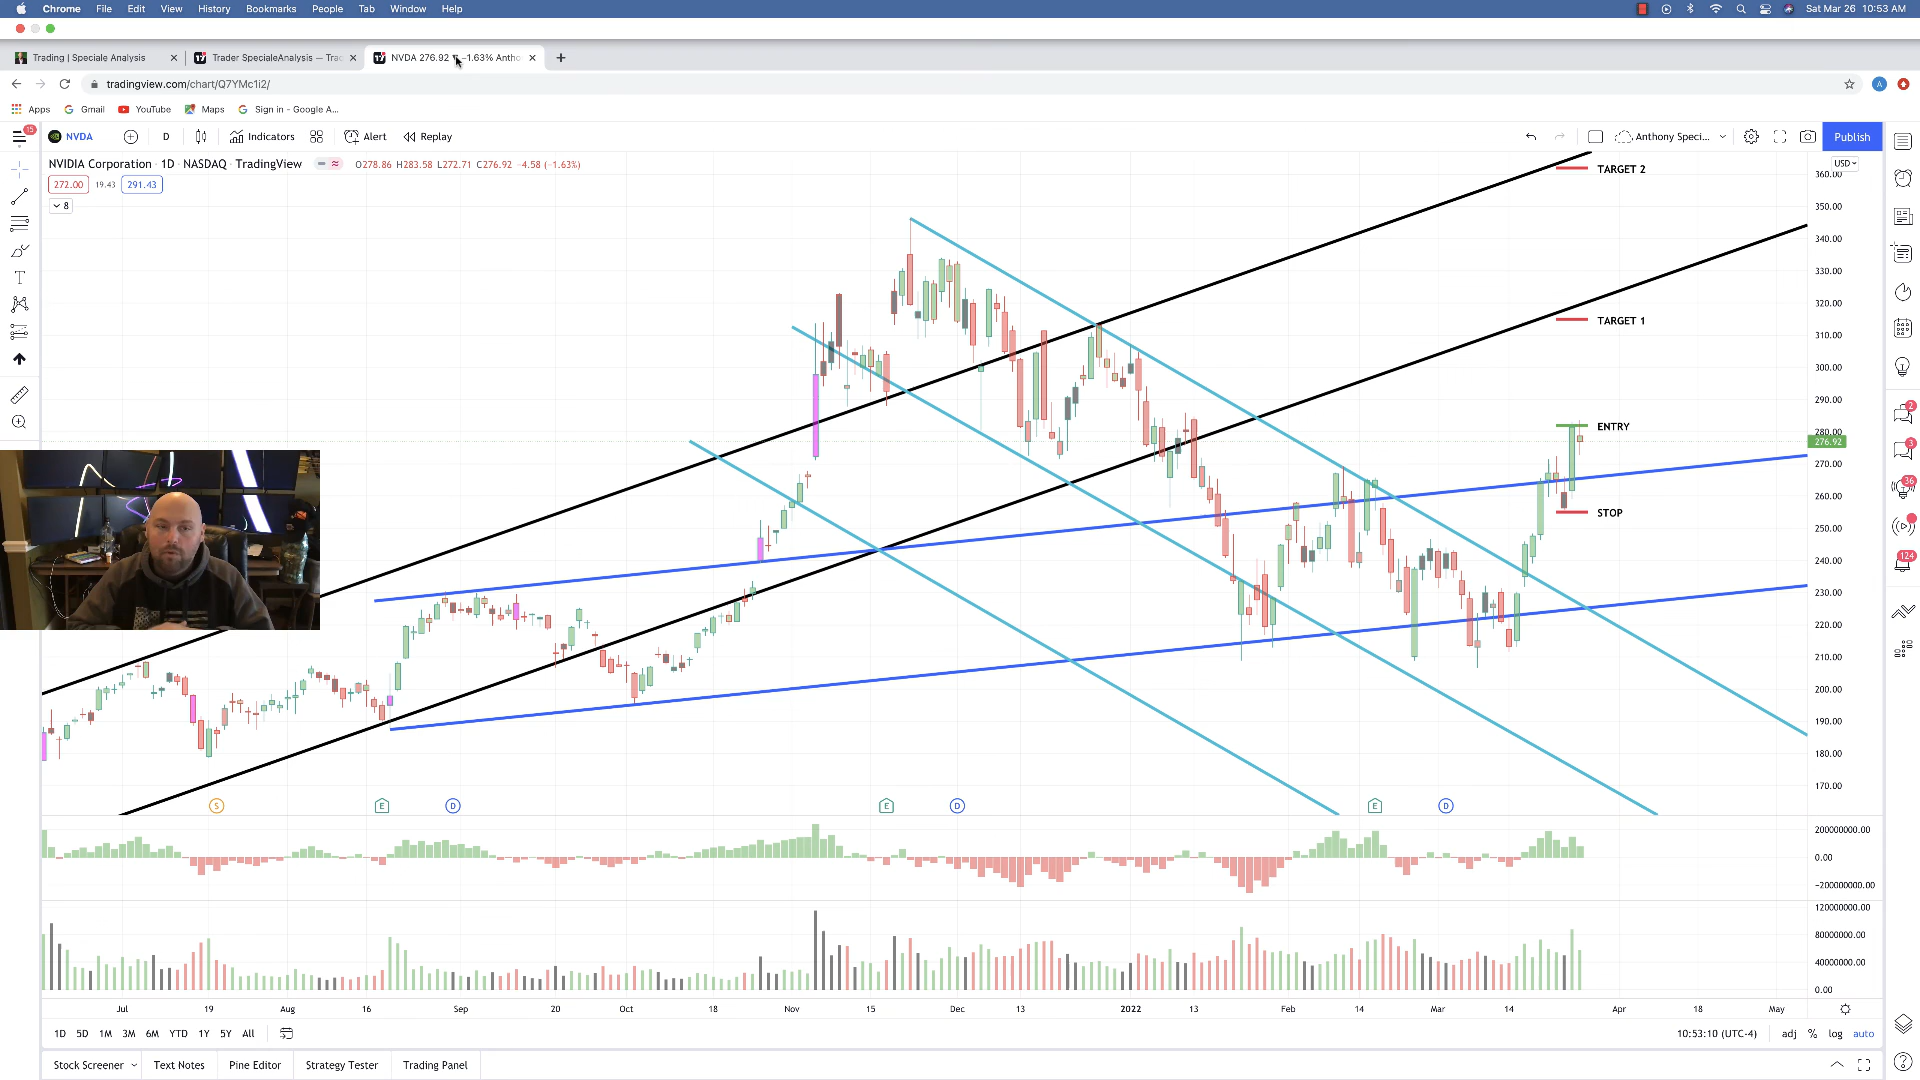 Chrome File Edit View History Bookmarks People Tab Window Help
Sat Mar 26 10:53 AM
Trading | Speciale Analysis
Trader SpecialeAnalysis — Trac
NVDA 276.92 −1.63% Antho
tradingview.com/chart/Q7YMc1i2/
A
Apps Gmail YouTube Maps Sign in - Google A...
15
NVDA D Indicators Alert Replay
Anthony Speci...
Publish
NVIDIA Corporation · 1D · NASDAQ · TradingView
O278.86 H283.58 L272.71 C276.92 −4.58 (−1.63%)
USD
272.00 19.43 291.43
8
TARGET 2
TARGET 1
ENTRY
STOP
360.00
350.00
340.00
330.00
320.00
310.00
300.00
290.00
280.00
276.92
270.00
260.00
250.00
240.00
230.00
220.00
210.00
200.00
190.00
180.00
170.00
S E D E D E D
200000000.00
0.00
−200000000.00
120000000.00
80000000.00
40000000.00
0.00
2
3
36
124
Jul 19 Aug 16 Sep 20 Oct 18 Nov 15 Dec 13 2022 13 Feb 14 Mar 14 Apr 18 May
1D 5D 1M 3M 6M YTD 1Y 5Y All
10:53:10 (UTC-4) adj % log auto
Stock Screener Text Notes Pine Editor Strategy Tester Trading Panel